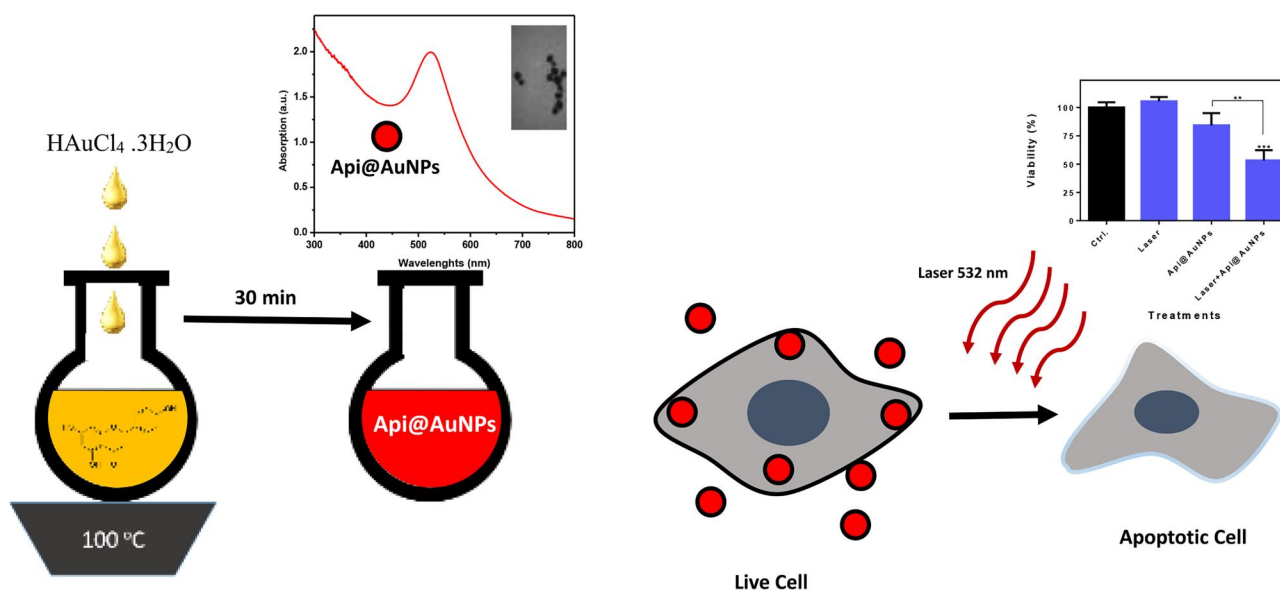 HAuCl₄ .3H₂O
100 °C
30 min
Api@AuNPs
Absorption (a.u.)
2.0
1.5
1.0
0.5
0.0
300
400
500
600
700
800
Wavelenghts (nm)
Api@AuNPs
Live Cell
Laser 532 nm
Apoptotic Cell
Viability (%)
100
75
50
25
0
**
***
Ctrl.
Laser
Api@AuNPs
Laser+Api@AuNPs
Treatments